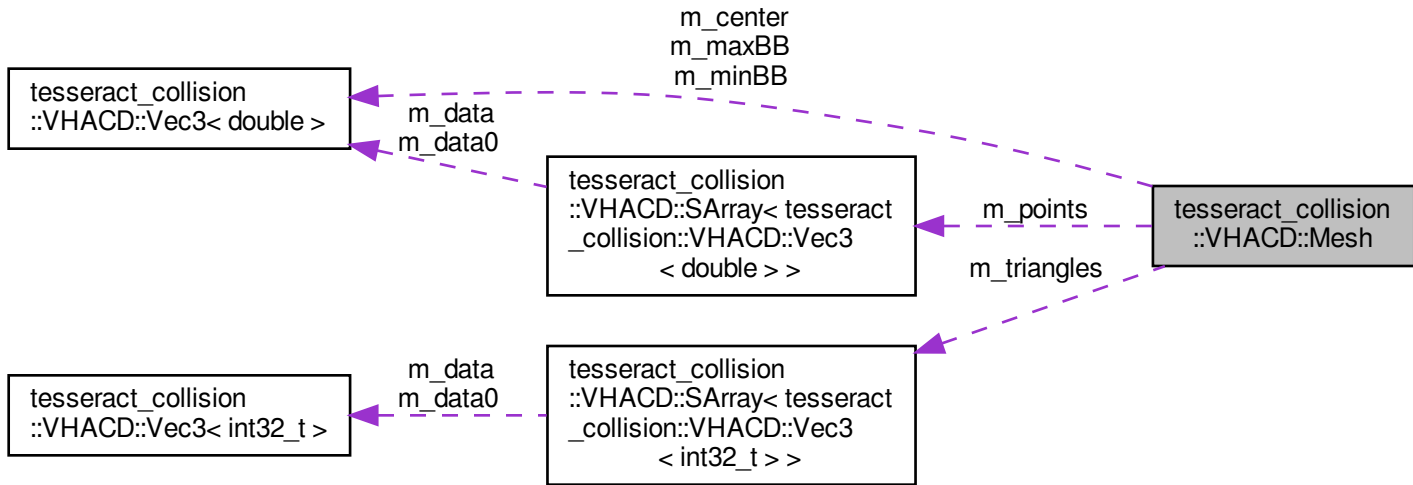 m_center
m_maxBB
m_minBB
tesseract_collision
::VHACD::Vec3< double >
m_data
m_data0
tesseract_collision
::VHACD::SArray< tesseract
_collision::VHACD::Vec3
< double > >
m_points
tesseract_collision
::VHACD::Mesh
m_triangles
tesseract_collision
::VHACD::Vec3< int32_t >
m_data
m_data0
tesseract_collision
::VHACD::SArray< tesseract
_collision::VHACD::Vec3
< int32_t > >